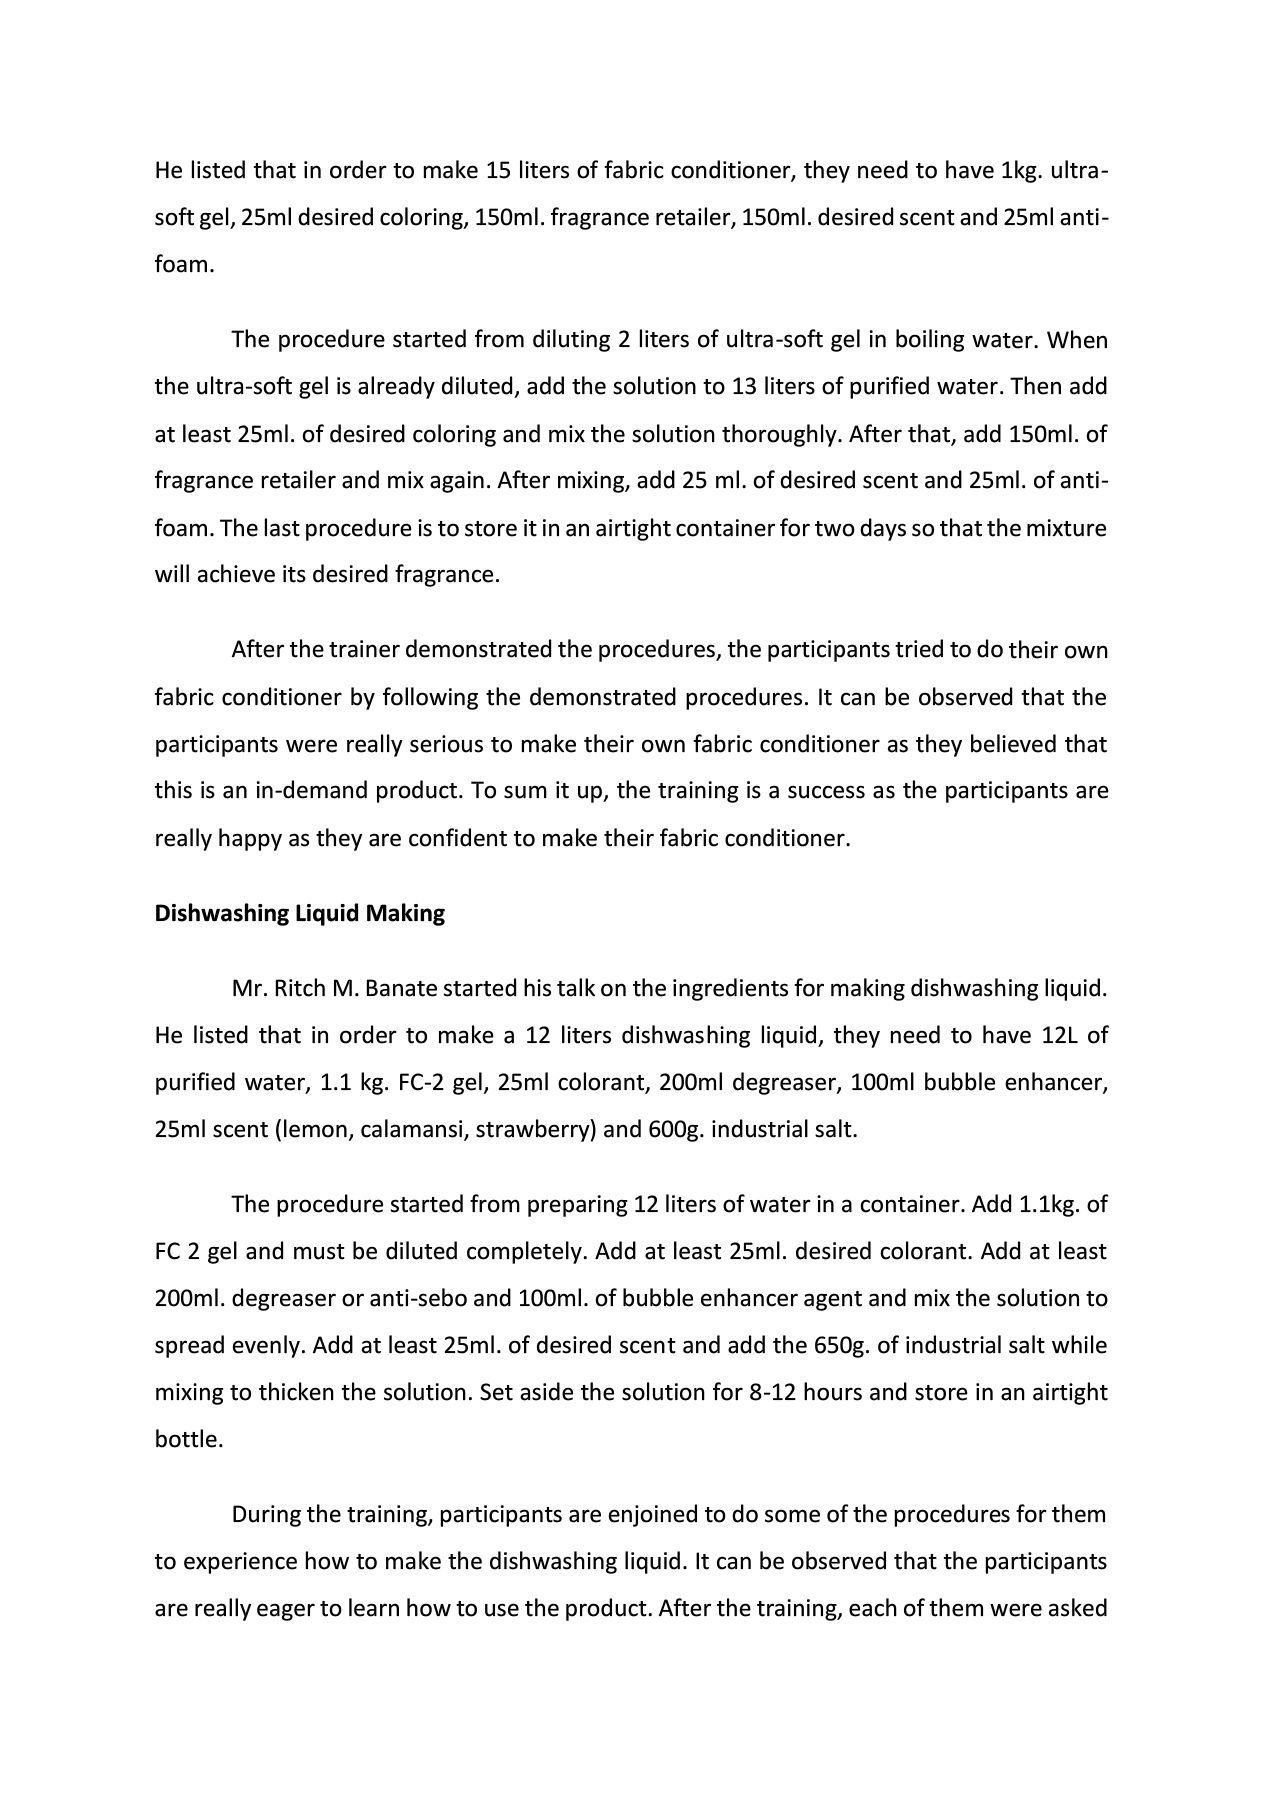 He listed that in order to make 15 liters of fabric conditioner, they need to have 1kg. ultra-
soft gel, 25ml desired coloring, 150ml. fragrance retailer, 150ml. desired scent and 25ml anti-
foam.
The procedure started from diluting 2 liters of ultra-soft gel in boiling water. When
the ultra-soft gel is already diluted, add the solution to 13 liters of purified water. Then add
at least 25ml. of desired coloring and mix the solution thoroughly. After that, add 150ml. of
fragrance retailer and mix again. After mixing, add 25 ml. of desired scent and 25ml. of anti-
foam. The last procedure is to store it in an airtight container for two days so that the mixture
will achieve its desired fragrance.
After the trainer demonstrated the procedures, the participants tried to do their own
fabric conditioner by following the demonstrated procedures. It can be observed that the
participants were really serious to make their own fabric conditioner as they believed that
this is an in-demand product. To sum it up, the training is a success as the participants are
really happy as they are confident to make their fabric conditioner.
Dishwashing Liquid Making
Mr. Ritch M. Banate started his talk on the ingredients for making dishwashing liquid.
He listed that in order to make a 12 liters dishwashing liquid, they need to have 12L of
purified water, 1.1 kg. FC-2 gel, 25ml colorant, 200ml degreaser, 100ml bubble enhancer,
25ml scent (lemon, calamansi, strawberry) and 600g. industrial salt.
The procedure started from preparing 12 liters of water in a container. Add 1.1kg. of
FC 2 gel and must be diluted completely. Add at least 25ml. desired colorant. Add at least
200ml. degreaser or anti-sebo and 100ml. of bubble enhancer agent and mix the solution to
spread evenly. Add at least 25ml. of desired scent and add the 650g. of industrial salt while
mixing to thicken the solution. Set aside the solution for 8-12 hours and store in an airtight
bottle.
During the training, participants are enjoined to do some of the procedures for them
to experience how to make the dishwashing liquid. It can be observed that the participants
are really eager to learn how to use the product. After the training, each of them were asked